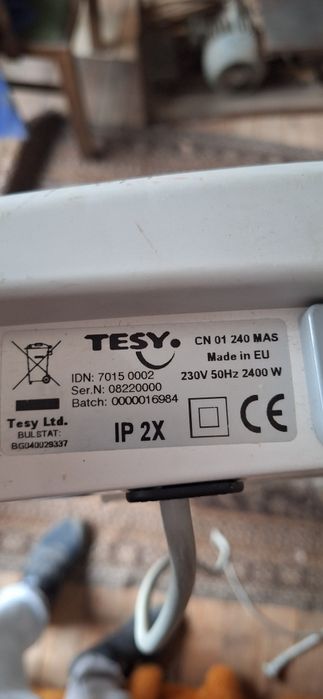 TESY. CN 01 240 MAS
Made in EU
IDN: 7015 0002 230V 50Hz 2400 W
Ser.N: 08220000
Batch: 0000016984
Tesy Ltd.
BULSTAT:
BG040029337
IP 2X
CE